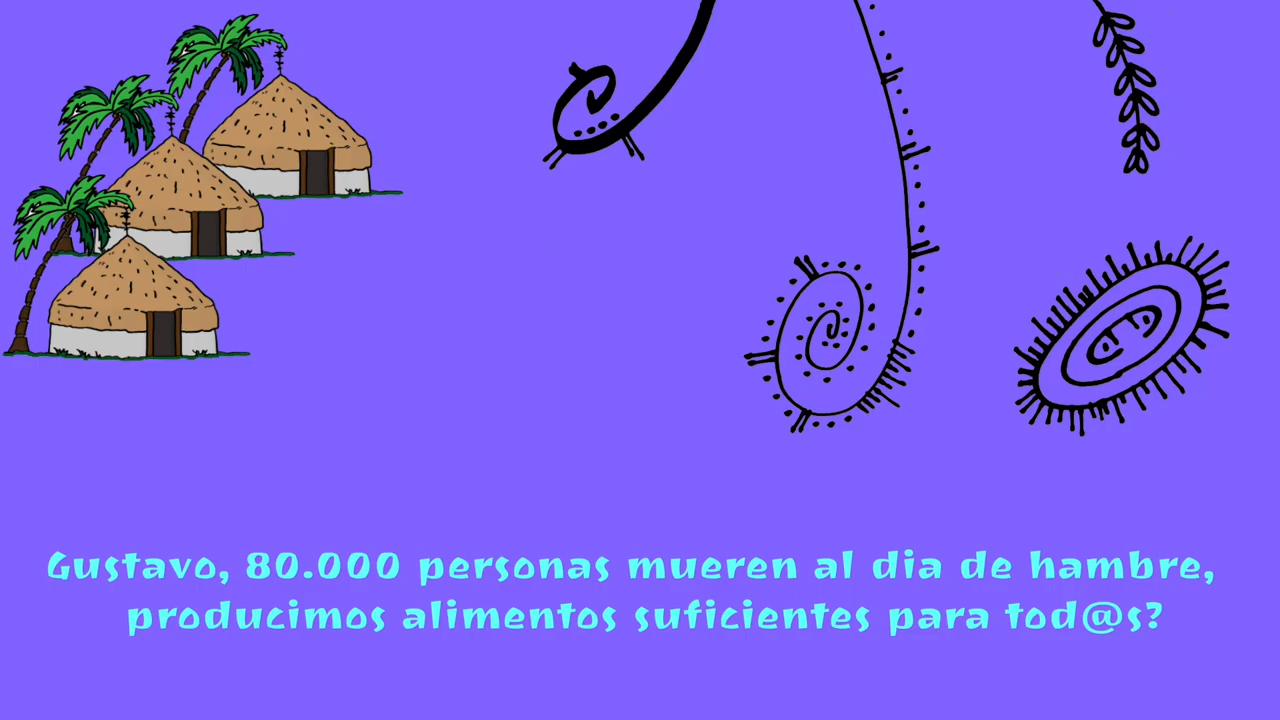 Gustavo, 80.000 personas mueren al dia de hambre,
producimos alimentos suficientes para tod@s?